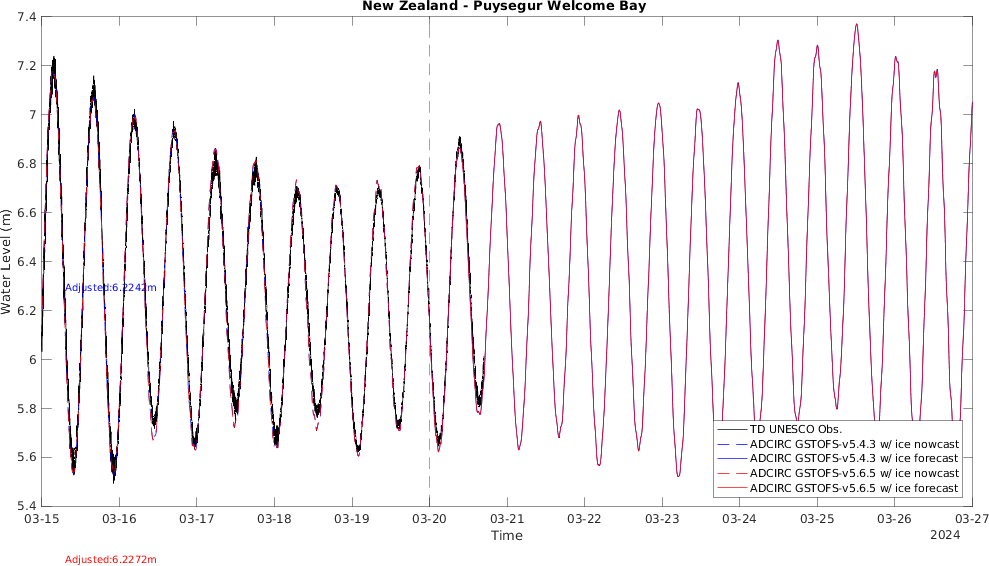 New Zealand - Puysegur Welcome Bay
7.4
7.2
7
6.8
6.6
6.4
6.2
6
5.8
5.6
5.4
Water Level (m)
Adjusted:6.2242m
TD UNESCO Obs.
ADCIRC GSTOFS-v5.4.3 w/ ice nowcast
ADCIRC GSTOFS-v5.4.3 w/ ice forecast
ADCIRC GSTOFS-v5.6.5 w/ ice nowcast
ADCIRC GSTOFS-v5.6.5 w/ ice forecast
03-15 03-16 03-17 03-18 03-19 03-20 03-21 03-22 03-23 03-24 03-25 03-26 03-27
Time
2024
Adjusted:6.2272m